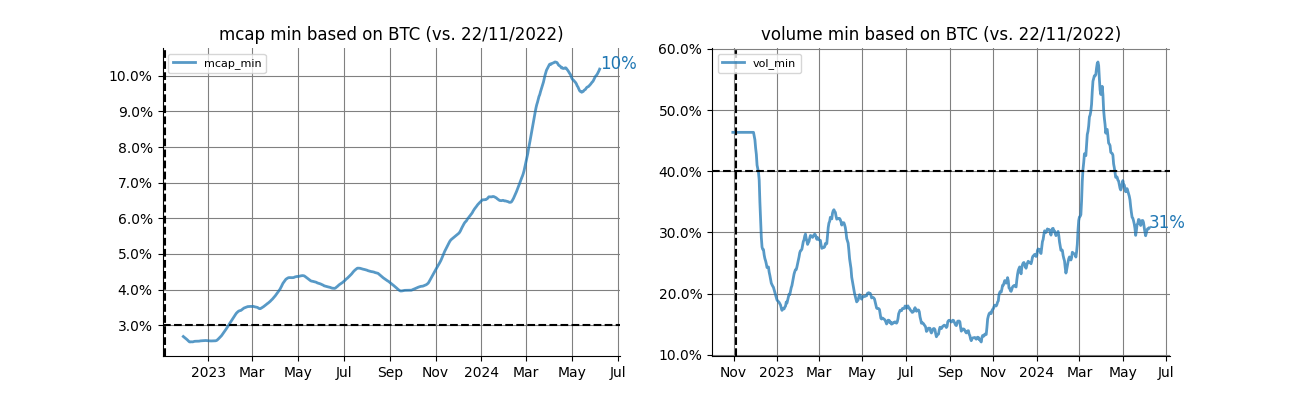 mcap min based on BTC (vs. 22/11/2022)
mcap_min
10%
10.0%
9.0%
8.0%
7.0%
6.0%
5.0%
4.0%
3.0%
2023 Mar May Jul Sep Nov 2024 Mar May Jul
volume min based on BTC (vs. 22/11/2022)
vol_min
60.0%
50.0%
40.0%
31%
30.0%
20.0%
10.0%
Nov 2023 Mar May Jul Sep Nov 2024 Mar May Jul